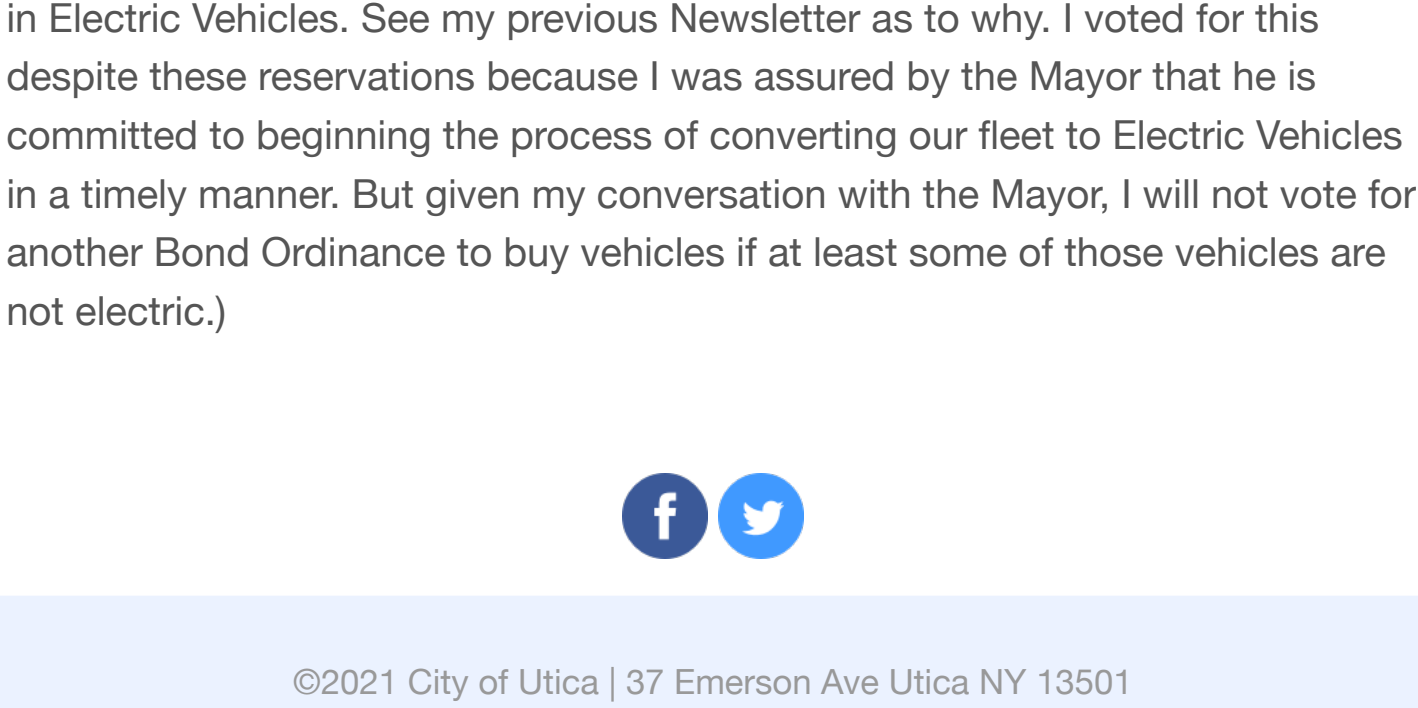 in Electric Vehicles. See my previous Newsletter as to why. I voted for this
despite these reservations because I was assured by the Mayor that he is
committed to beginning the process of converting our fleet to Electric Vehicles
in a timely manner. But given my conversation with the Mayor, I will not vote for
another Bond Ordinance to buy vehicles if at least some of those vehicles are
not electric.)
©2021 City of Utica | 37 Emerson Ave Utica NY 13501